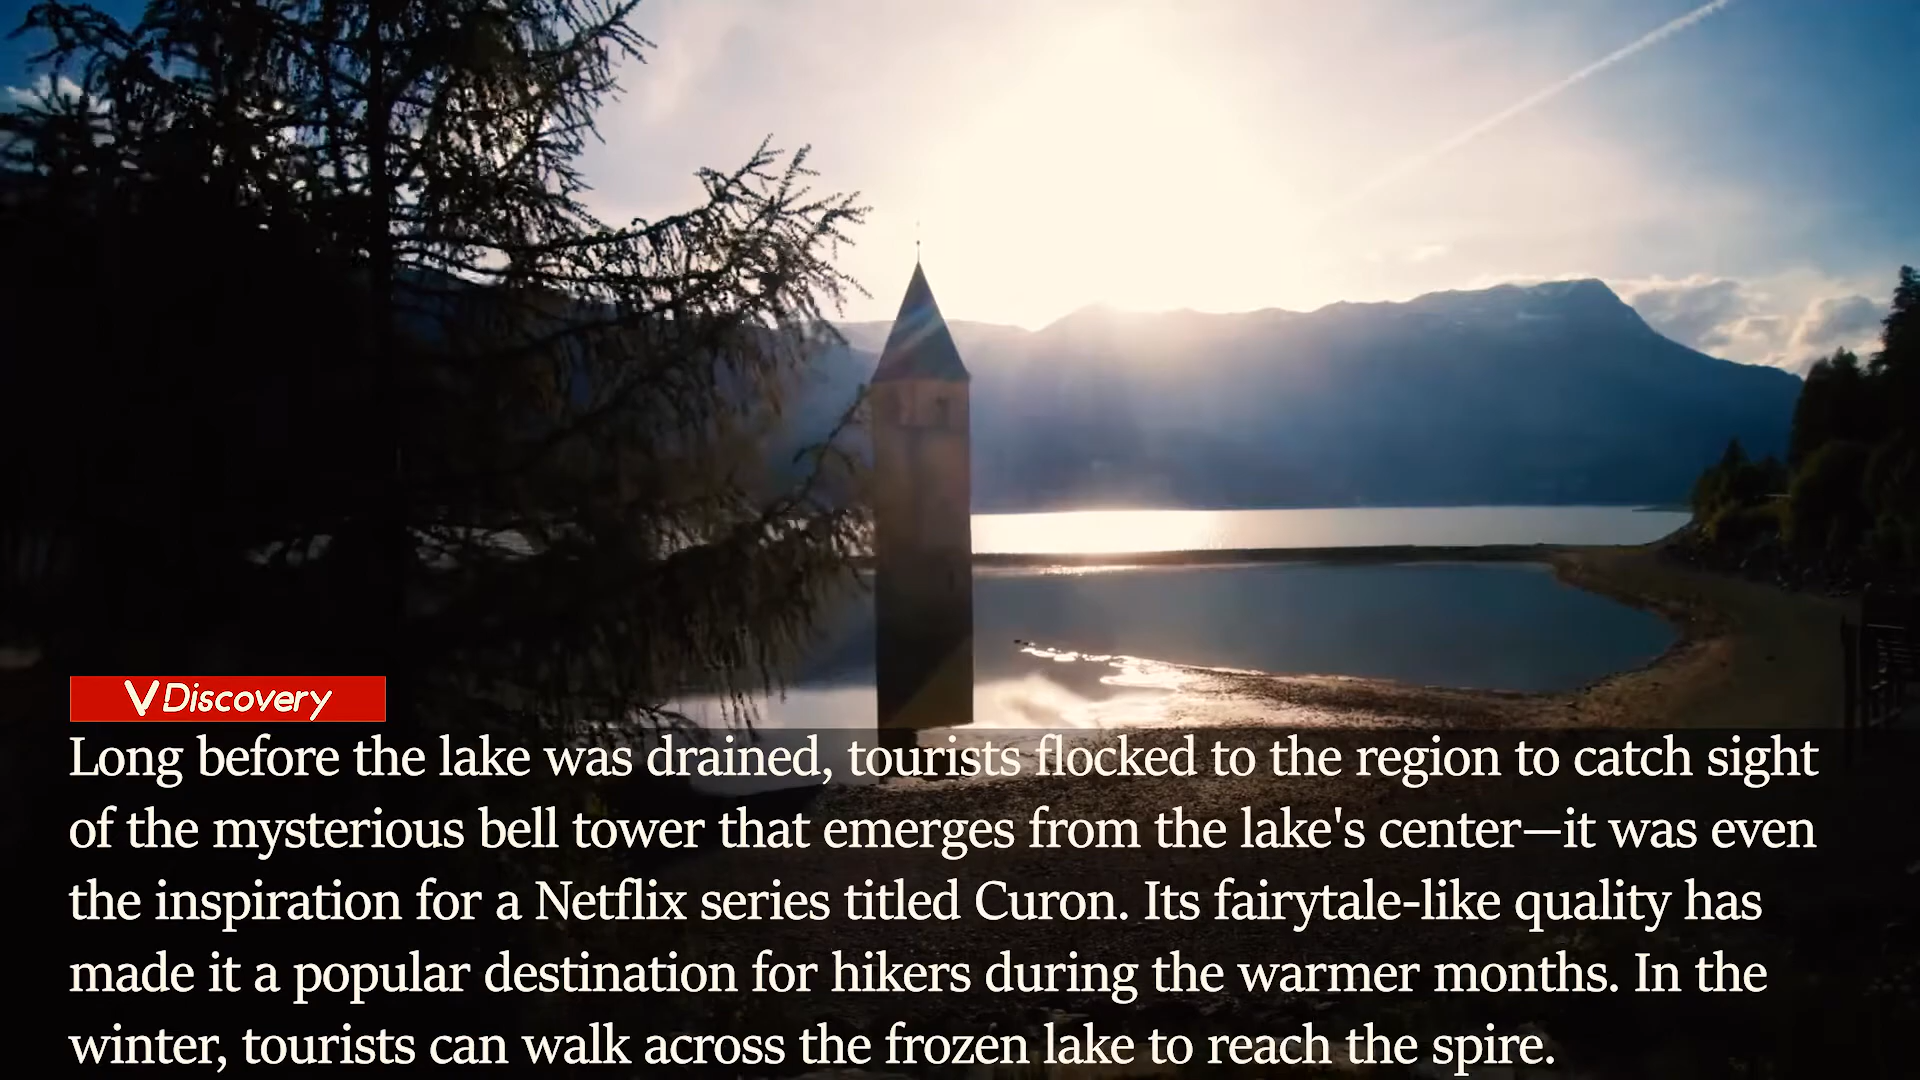 V Discovery
Long before the lake was drained, tourists flocked to the region to catch sight
of the mysterious bell tower that emerges from the lake's center—it was even
the inspiration for a Netflix series titled Curon. Its fairytale-like quality has
made it a popular destination for hikers during the warmer months. In the
winter, tourists can walk across the frozen lake to reach the spire.